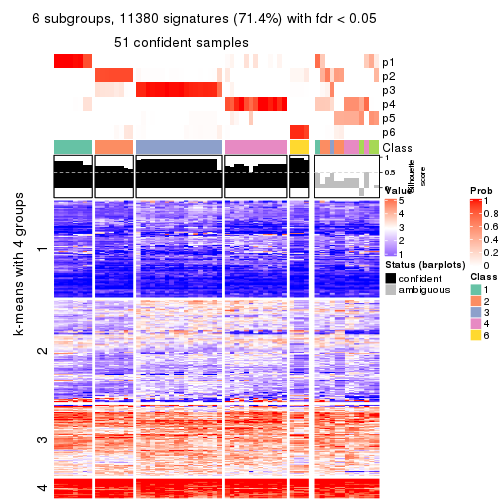 6 subgroups, 11380 signatures (71.4%) with fdr < 0.05
51 confident samples
p1
p2
p3
p4
p5
p6
Class
1
0.5
0
Silhouette
score
k-means with 4 groups
1
2
3
4
Value
5
4
3
2
1
Status (barplots)
confident
ambiguous
Prob
1
0.8
0.6
0.4
0.2
0
Class
1
2
3
4
6